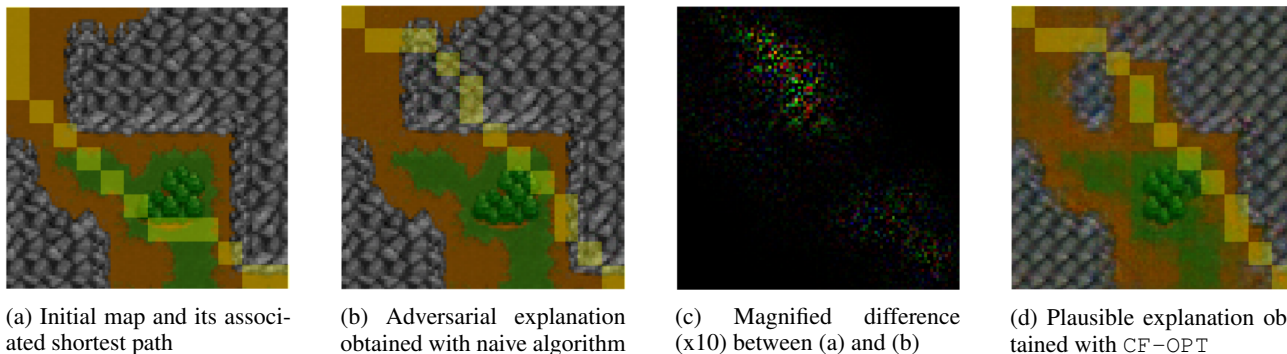 (a) Initial map and its associ-
ated shortest path
(b) Adversarial explanation
obtained with naive algorithm
(c) Magnified difference
(x10) between (a) and (b)
(d) Plausible explanation ob-
tained with CF-OPT